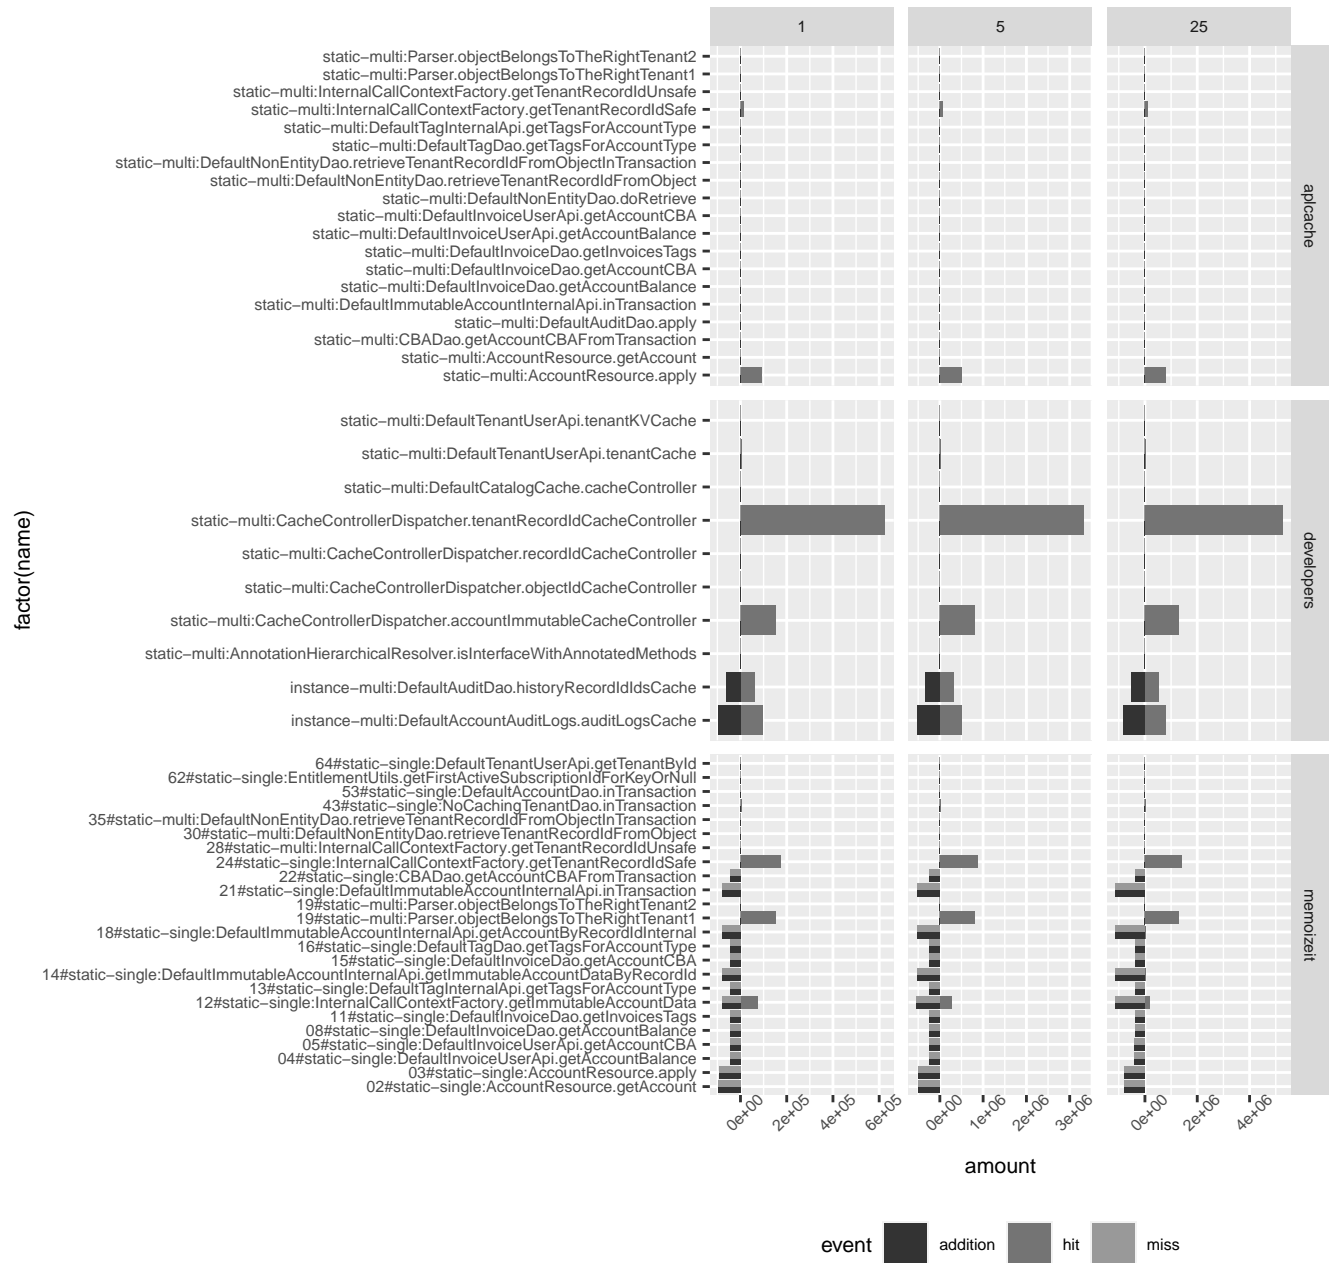 1 5 25
static−multi:Parser.objectBelongsToTheRightTenant2
static−multi:Parser.objectBelongsToTheRightTenant1
static−multi:InternalCallContextFactory.getTenantRecordIdUnsafe
static−multi:InternalCallContextFactory.getTenantRecordIdSafe
static−multi:DefaultTagInternalApi.getTagsForAccountType
static−multi:DefaultTagDao.getTagsForAccountType
static−multi:DefaultNonEntityDao.retrieveTenantRecordIdFromObjectInTransaction
static−multi:DefaultNonEntityDao.retrieveTenantRecordIdFromObject
static−multi:DefaultNonEntityDao.doRetrieve
static−multi:DefaultInvoiceUserApi.getAccountCBA
static−multi:DefaultInvoiceUserApi.getAccountBalance
static−multi:DefaultInvoiceDao.getInvoicesTags
static−multi:DefaultInvoiceDao.getAccountCBA
static−multi:DefaultInvoiceDao.getAccountBalance
static−multi:DefaultImmutableAccountInternalApi.inTransaction
static−multi:DefaultAuditDao.apply
static−multi:CBADao.getAccountCBAFromTransaction
static−multi:AccountResource.getAccount
static−multi:AccountResource.apply
aplcache
static−multi:DefaultTenantUserApi.tenantKVCache
static−multi:DefaultTenantUserApi.tenantCache
static−multi:DefaultCatalogCache.cacheController
static−multi:CacheControllerDispatcher.tenantRecordIdCacheController
static−multi:CacheControllerDispatcher.recordIdCacheController
static−multi:CacheControllerDispatcher.objectIdCacheController
static−multi:CacheControllerDispatcher.accountImmutableCacheController
static−multi:AnnotationHierarchicalResolver.isInterfaceWithAnnotatedMethods
instance−multi:DefaultAuditDao.historyRecordIdIdsCache
instance−multi:DefaultAccountAuditLogs.auditLogsCache
developers
factor(name)
64#static−single:DefaultTenantUserApi.getTenantById
62#static−single:EntitlementUtils.getFirstActiveSubscriptionIdForKeyOrNull
53#static−single:DefaultAccountDao.inTransaction
43#static−single:NoCachingTenantDao.inTransaction
35#static−multi:DefaultNonEntityDao.retrieveTenantRecordIdFromObjectInTransaction
30#static−multi:DefaultNonEntityDao.retrieveTenantRecordIdFromObject
28#static−multi:InternalCallContextFactory.getTenantRecordIdUnsafe
24#static−single:InternalCallContextFactory.getTenantRecordIdSafe
22#static−single:CBADao.getAccountCBAFromTransaction
21#static−single:DefaultImmutableAccountInternalApi.inTransaction
19#static−multi:Parser.objectBelongsToTheRightTenant2
19#static−multi:Parser.objectBelongsToTheRightTenant1
18#static−single:DefaultImmutableAccountInternalApi.getAccountByRecordIdInternal
16#static−single:DefaultTagDao.getTagsForAccountType
15#static−single:DefaultInvoiceDao.getAccountCBA
14#static−single:DefaultImmutableAccountInternalApi.getImmutableAccountDataByRecordId
13#static−single:DefaultTagInternalApi.getTagsForAccountType
12#static−single:InternalCallContextFactory.getImmutableAccountData
11#static−single:DefaultInvoiceDao.getInvoicesTags
08#static−single:DefaultInvoiceDao.getAccountBalance
05#static−single:DefaultInvoiceUserApi.getAccountCBA
04#static−single:DefaultInvoiceUserApi.getAccountBalance
03#static−single:AccountResource.apply
02#static−single:AccountResource.getAccount
memoizeit
0e+00 2e+05 4e+05 6e+05 0e+00 1e+06 2e+06 3e+06 0e+00 2e+06 4e+06
amount
event addition hit miss